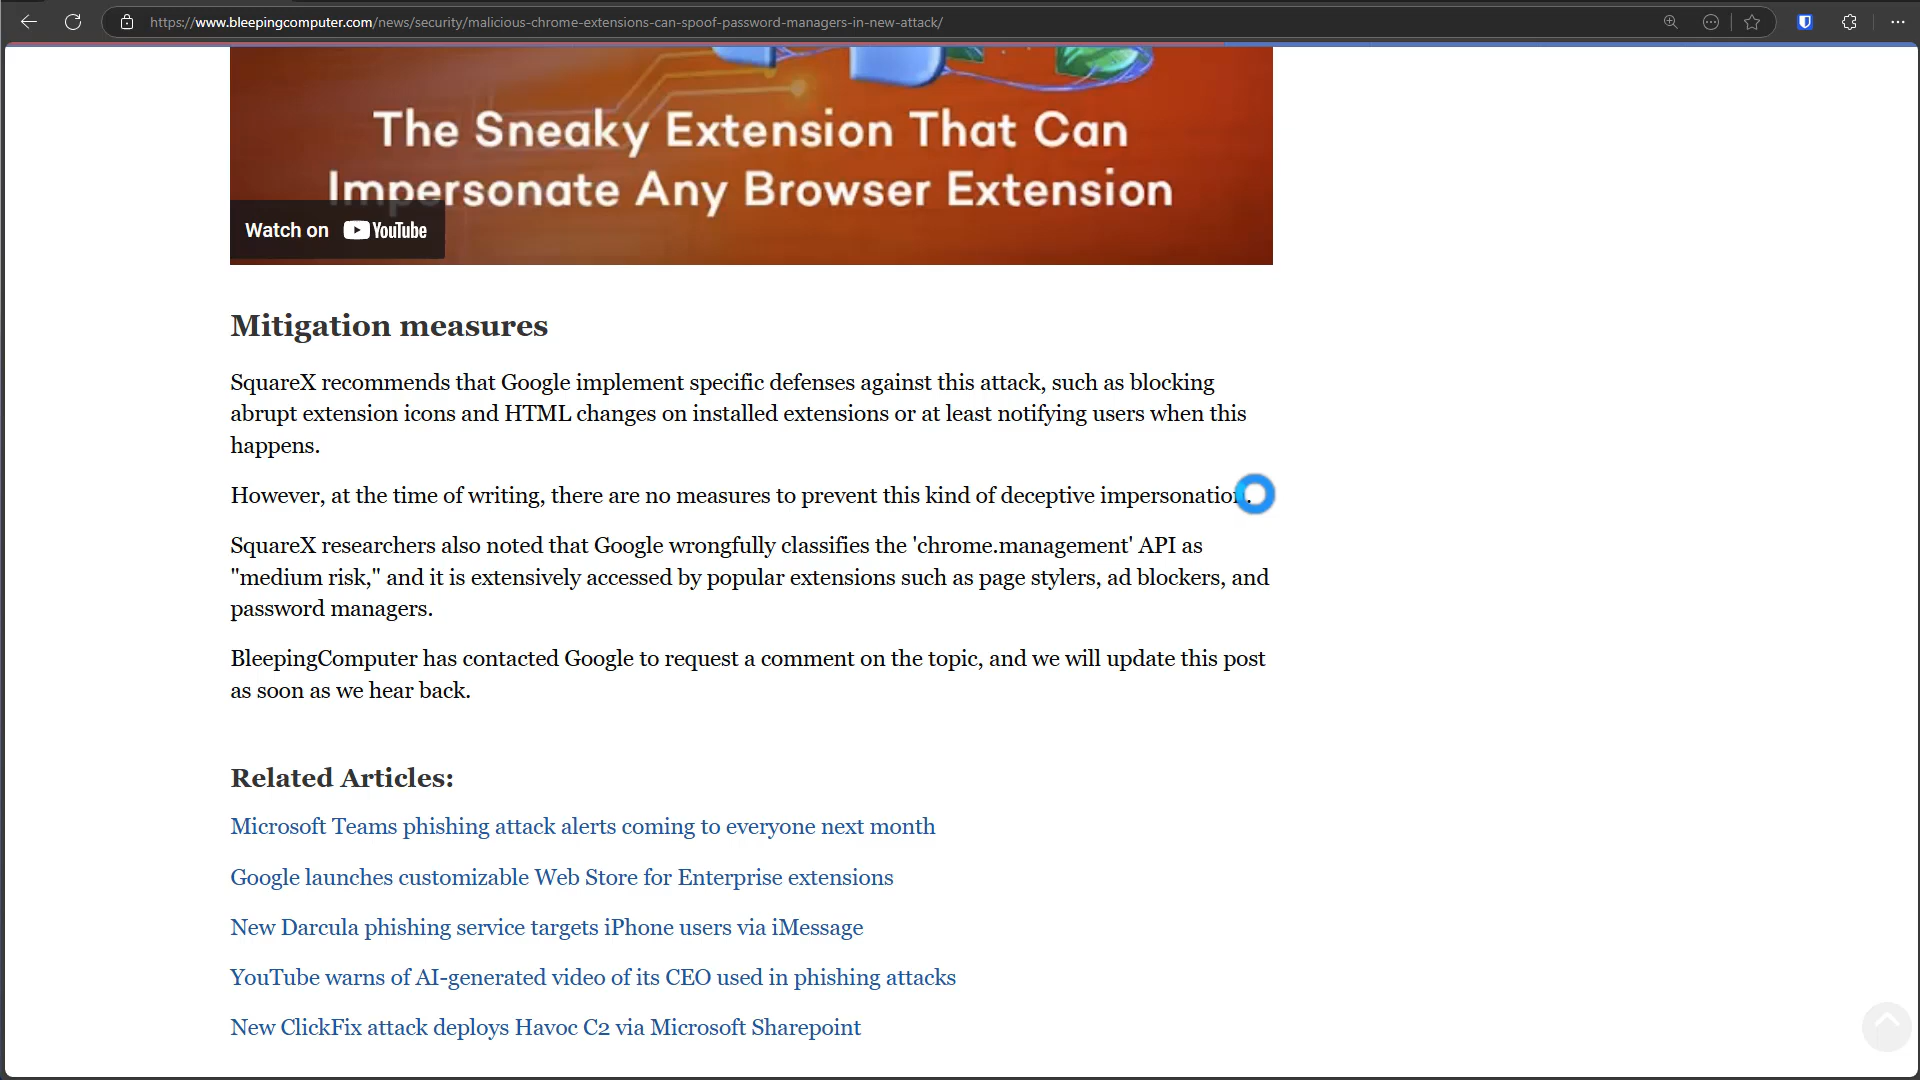 https://www.bleepingcomputer.com/news/security/malicious-chrome-extensions-can-spoof-password-managers-in-new-attack/
The Sneaky Extension That Can
Impersonate Any Browser Extension
Watch on YouTube
Mitigation measures
SquareX recommends that Google implement specific defenses against this attack, such as blocking
abrupt extension icons and HTML changes on installed extensions or at least notifying users when this
happens.
However, at the time of writing, there are no measures to prevent this kind of deceptive impersonation.
SquareX researchers also noted that Google wrongfully classifies the 'chrome.management' API as
"medium risk," and it is extensively accessed by popular extensions such as page stylers, ad blockers, and
password managers.
BleepingComputer has contacted Google to request a comment on the topic, and we will update this post
as soon as we hear back.
Related Articles:
Microsoft Teams phishing attack alerts coming to everyone next month
Google launches customizable Web Store for Enterprise extensions
New Darcula phishing service targets iPhone users via iMessage
YouTube warns of AI-generated video of its CEO used in phishing attacks
New ClickFix attack deploys Havoc C2 via Microsoft Sharepoint